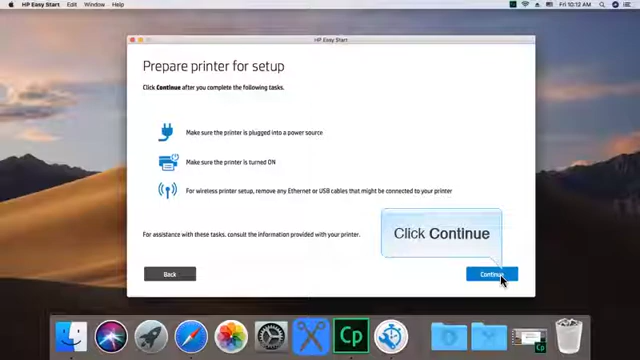 HP Easy Start Edit Window Help
Fri 10:12 AM
HP Easy Start
Prepare printer for setup
Click Continue after you complete the following tasks.
Make sure the printer is plugged into a power source
Make sure the printer is turned ON
For wireless printer setup, remove any Ethernet or USB cables that might be connected to your printer
For assistance with these tasks, consult the information provided with your printer.
Click Continue
Back
Continue
Cp